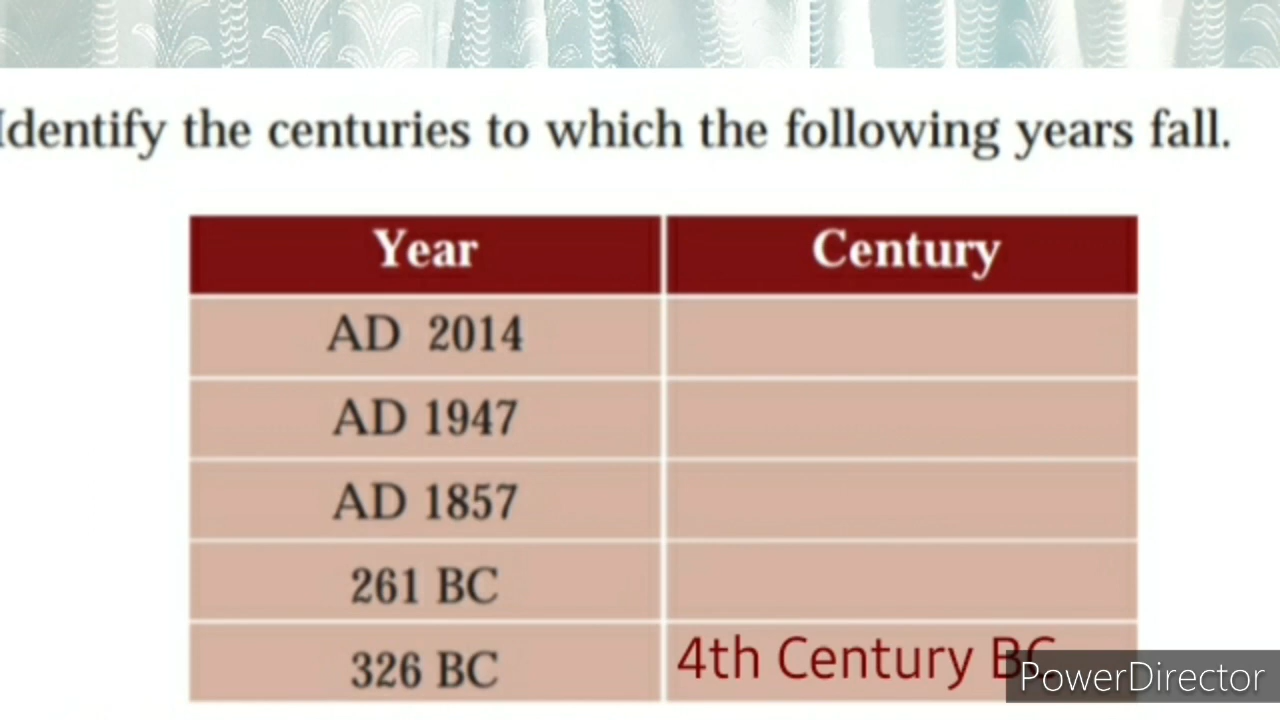 Identify the centuries to which the following years fall.
Year Century
AD 2014
AD 1947
AD 1857
261 BC
326 BC 4th Century BC
PowerDirector